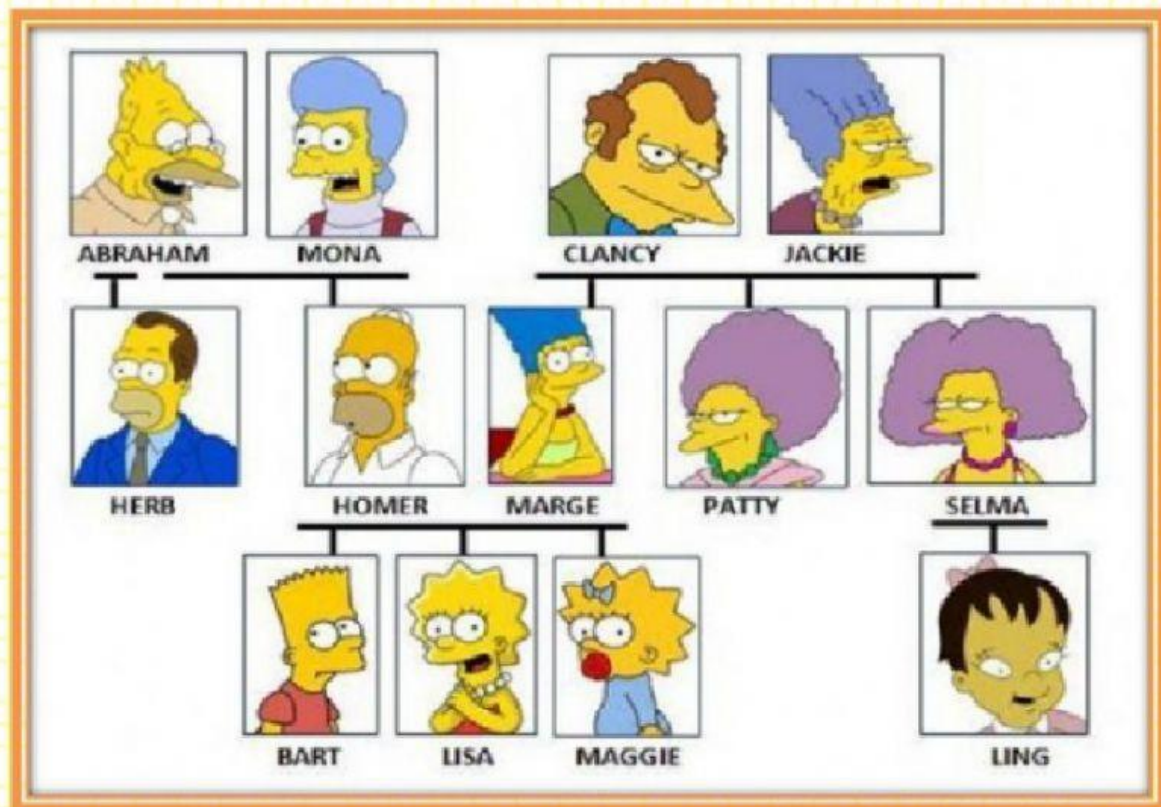 ABRAHAM MONA CLANCY JACKIE
HERB HOMER MARGE PATTY SELMA
BART LISA MAGGIE LING